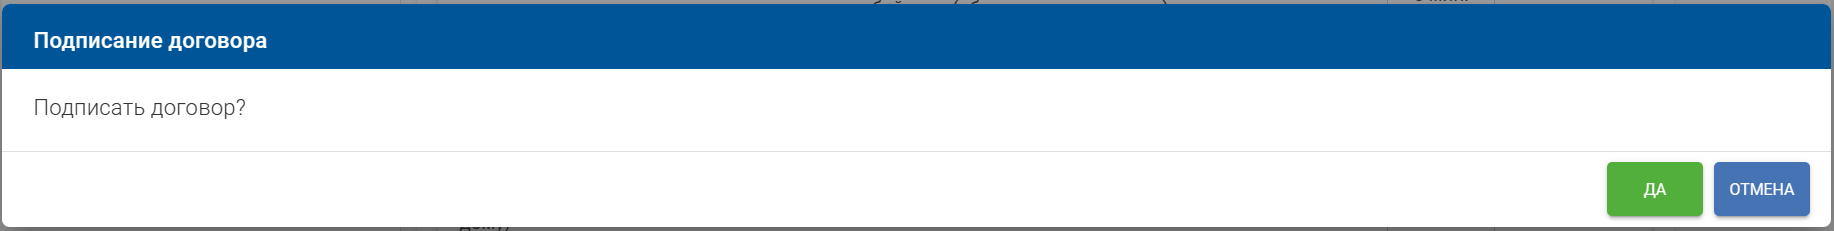 Подписание договора
Подписать договор?
ДА
ОТМЕНА